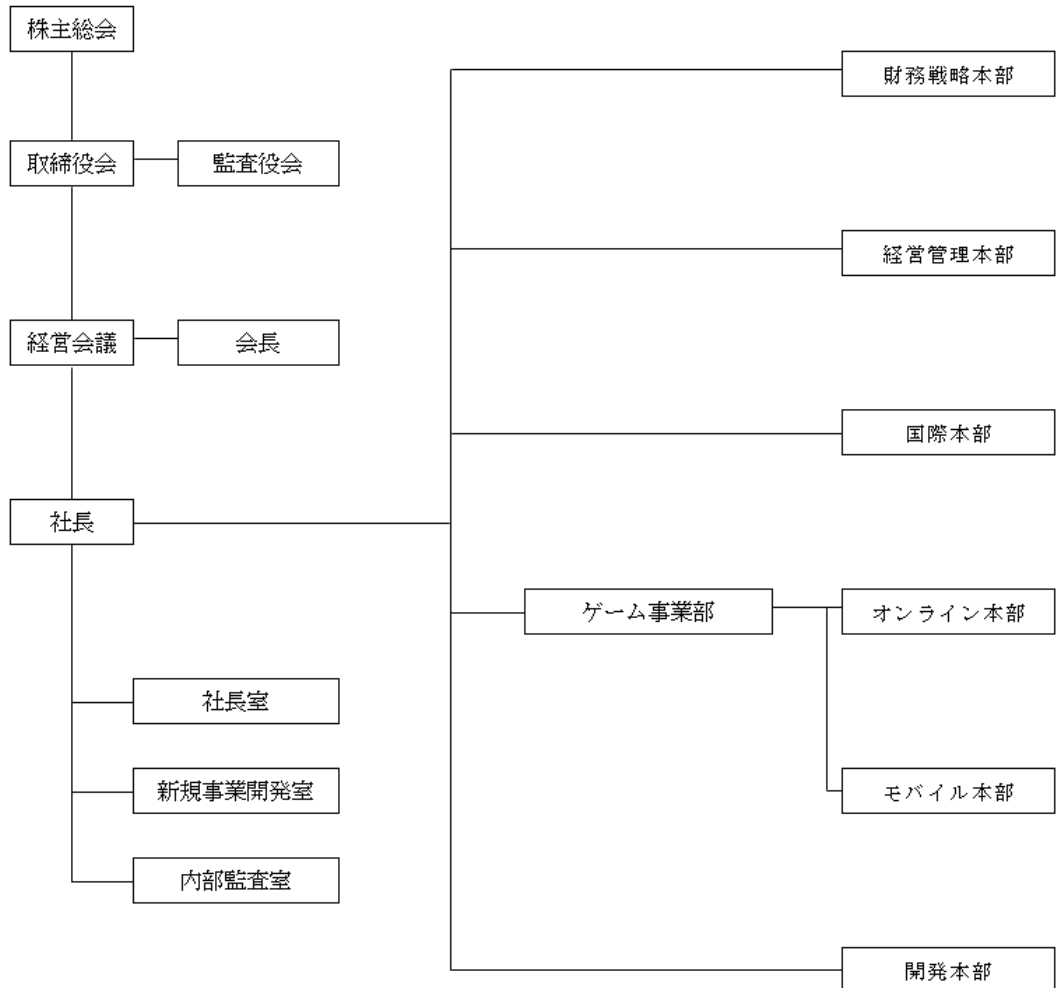 株主総会
取締役会
監査役会
経営会議
会長
社長
社長室
新規事業開発室
内部監査室
財務戦略本部
経営管理本部
国際本部
ゲーム事業部
オンライン本部
モバイル本部
開発本部